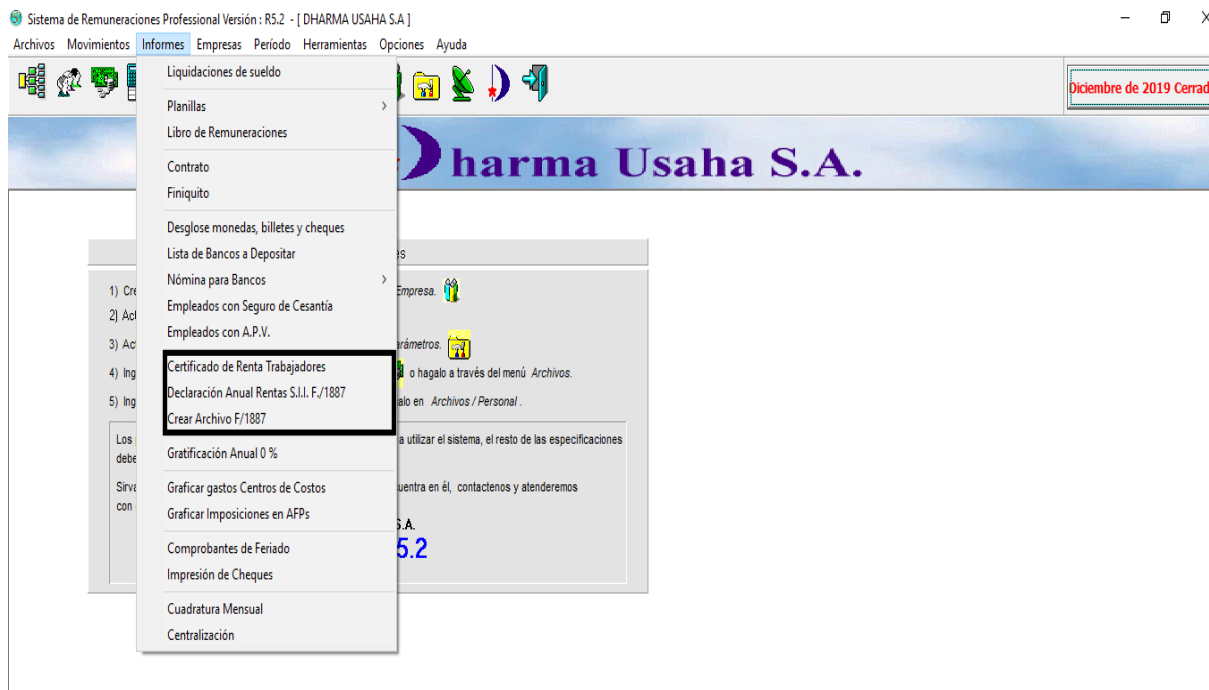 Sistema de Remuneraciones Professional Versión : R5.2 - [ DHARMA USAHA S.A ]
Archivos Movimientos Informes Empresas Período Herramientas Opciones Ayuda
Diciembre de 2019 Cerrad
harma Usaha S.A.
Liquidaciones de sueldo
Planillas
Libro de Remuneraciones
Contrato
Finiquito
Desglose monedas, billetes y cheques
Lista de Bancos a Depositar
Nómina para Bancos
Empleados con Seguro de Cesantía
Empleados con A.P.V.
Certificado de Renta Trabajadores
Declaración Anual Rentas S.I.I. F./1887
Crear Archivo F/1887
Gratificación Anual 0 %
Graficar gastos Centros de Costos
Graficar Imposiciones en AFPs
Comprobantes de Feriado
Impresión de Cheques
Cuadratura Mensual
Centralización
es
1) Cre Empresa.
2) Act
3) Ac arámetros.
4) Ing o hagalo a través del menú Archivos.
5) Ing alo en Archivos / Personal .
Los a utilizar el sistema, el resto de las especificaciones
debe
Sirva uentra en él, contactenos y atenderemos
con
S.A.
5.2